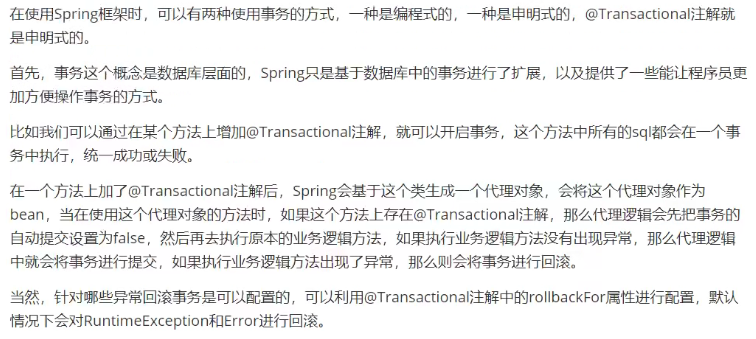 在使用Spring框架时，可以有两种使用事务的方式，一种是编程式的，一种是申明式的，@Transactional注解就
是申明式的。
首先，事务这个概念是数据库层面的，Spring只是基于数据库中的事务进行了扩展，以及提供了一些能让程序员更
加方便操作事务的方式。
比如我们可以通过在某个方法上增加@Transactional注解，就可以开启事务，这个方法中所有的sql都会在一个事
务中执行，统一成功或失败。
在一个方法上加了@Transactional注解后，Spring会基于这个类生成一个代理对象，会将这个代理对象作为
bean，当在使用这个代理对象的方法时，如果这个方法上存在@Transactional注解，那么代理逻辑会先把事务的
自动提交设置为false，然后再去执行原本的业务逻辑方法，如果执行业务逻辑方法没有出现异常，那么代理逻辑
中就会将事务进行提交，如果执行业务逻辑方法出现了异常，那么则会将事务进行回滚。
当然，针对哪些异常回滚事务是可以配置的，可以利用@Transactional注解中的rollbackFor属性进行配置，默认
情况下会对RuntimeException和Error进行回滚。